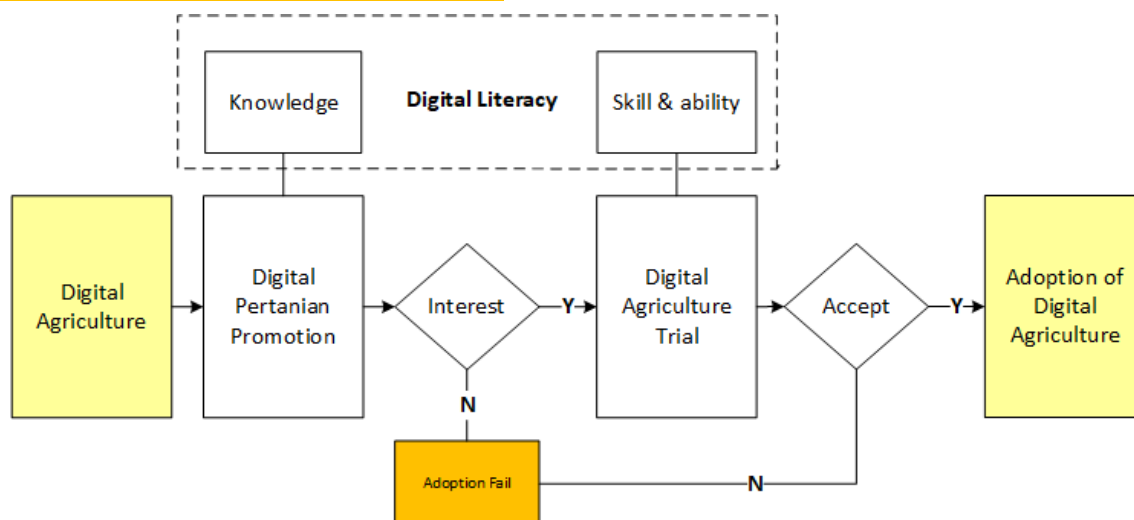 Knowledge
Digital Literacy
Skill & ability
Digital
Agriculture
Digital
Pertanian
Promotion
Interest
Y
Digital
Agriculture
Trial
Accept
Y
Adoption of
Digital
Agriculture
N
Adoption Fail
N